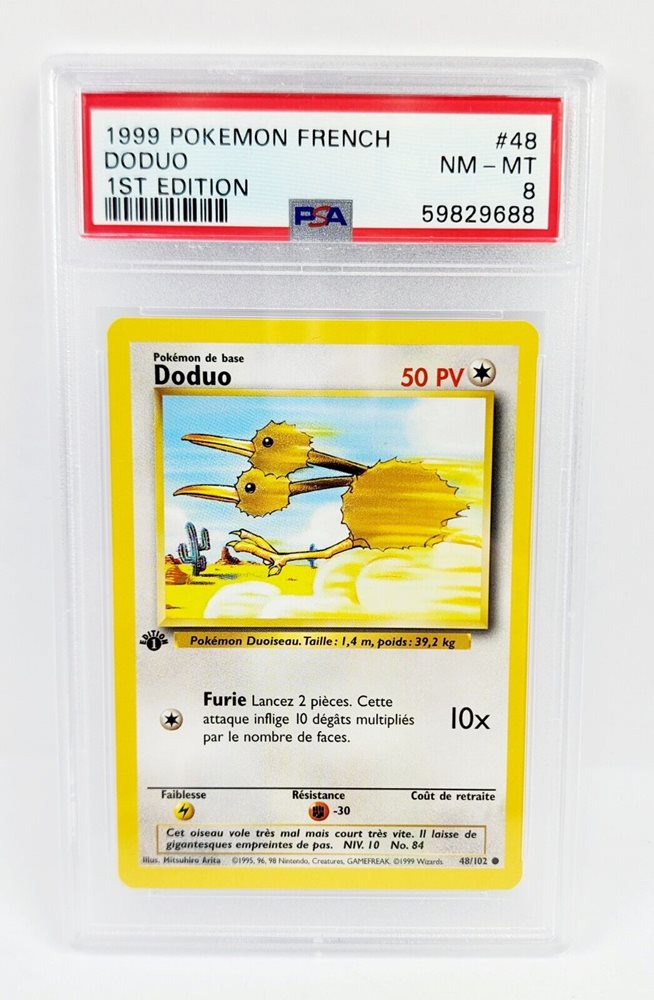 1999 POKEMON FRENCH #48
DODUO NM - MT
1ST EDITION 8
PSA 59829688
Pokémon de base
Doduo 50 PV
EDITION 1
Pokémon Duoiseau. Taille : 1,4 m, poids : 39,2 kg
Furie Lancez 2 pièces. Cette
attaque inflige 10 dégâts multipliés
par le nombre de faces.
10x
Faiblesse Résistance Coût de retraite
-30
Cet oiseau vole très mal mais court très vite. Il laisse de
gigantesques empreintes de pas. NIV. 10 No. 84
Illus. Mitsuhiro Arita ©1995, 96, 98 Nintendo, Creatures, GAMEFREAK. ©1999 Wizards. 48/102